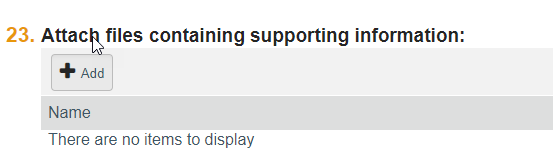 23. Attach files containing supporting information:
Add
Name
There are no items to display